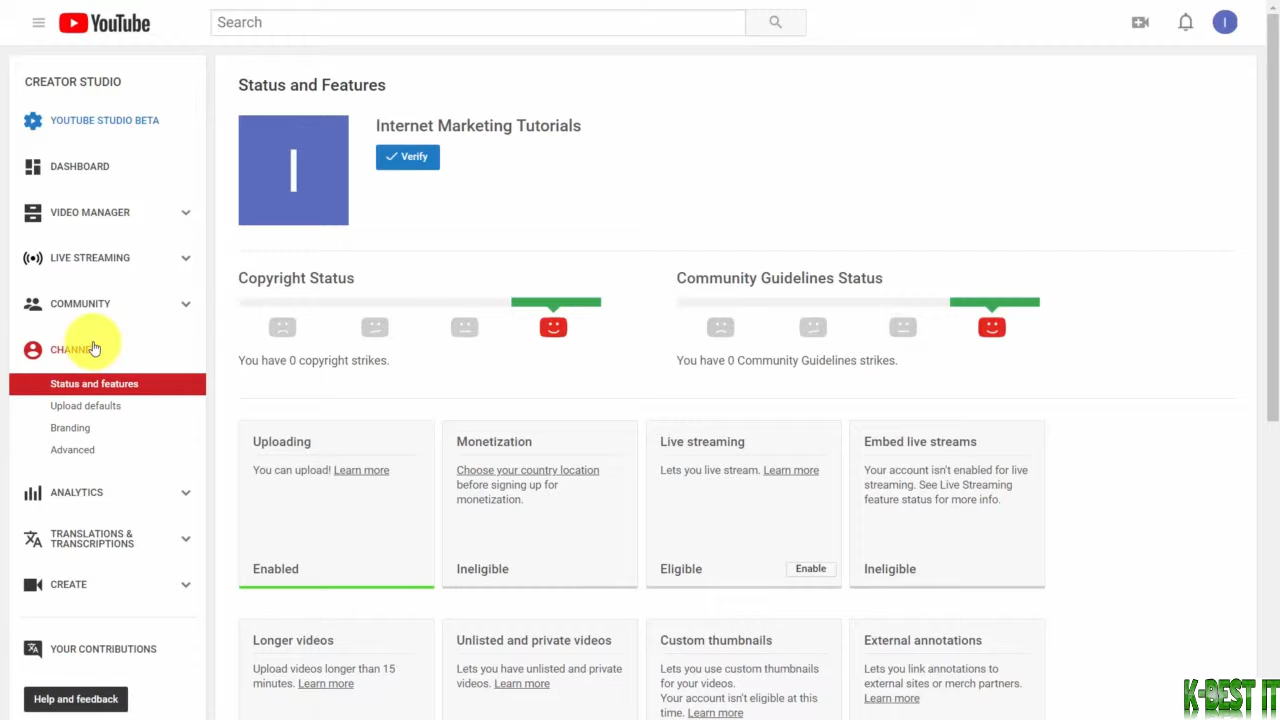 YouTube
Search
I
CREATOR STUDIO
YOUTUBE STUDIO BETA
DASHBOARD
VIDEO MANAGER
LIVE STREAMING
COMMUNITY
CHANNEL
Status and features
Upload defaults
Branding
Advanced
ANALYTICS
TRANSLATIONS &
TRANSCRIPTIONS
CREATE
YOUR CONTRIBUTIONS
Help and feedback
Status and Features
I
Internet Marketing Tutorials
Verify
Copyright Status
You have 0 copyright strikes.
Community Guidelines Status
You have 0 Community Guidelines strikes.
Uploading
You can upload! Learn more
Enabled
Monetization
Choose your country location
before signing up for
monetization.
Ineligible
Live streaming
Lets you live stream. Learn more
Eligible
Enable
Embed live streams
Your account isn't enabled for live
streaming. See Live Streaming
feature status for more info.
Ineligible
Longer videos
Upload videos longer than 15
minutes. Learn more
Unlisted and private videos
Lets you have unlisted and private
videos. Learn more
Custom thumbnails
Lets you use custom thumbnails
for your videos.
Your account isn't eligible at this
time. Learn more
External annotations
Lets you link annotations to
external sites or merch partners.
Learn more
K-BEST IT